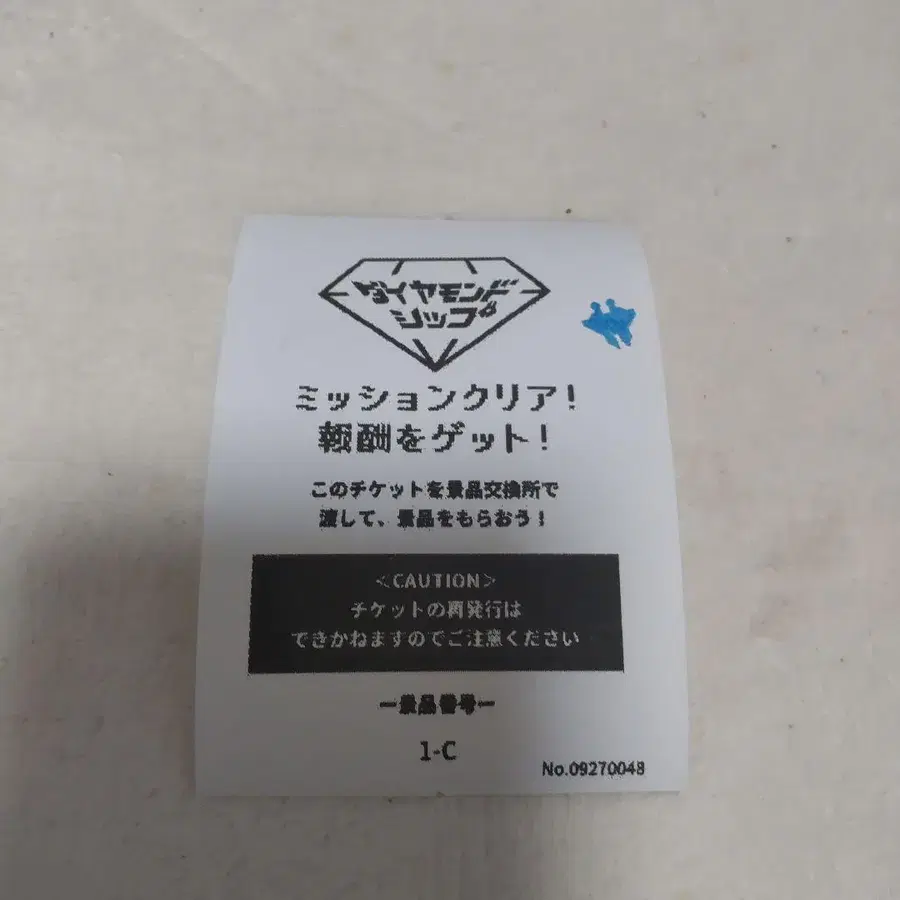 ダイヤモンド
シップ
ミッションクリア!
報酬をゲット!
このチケットを景品交換所で
渡して、景品をもらおう!
<CAUTION>
チケットの再発行は
できかねますのでご注意ください
ー景品番号ー
1-C
No.09270048